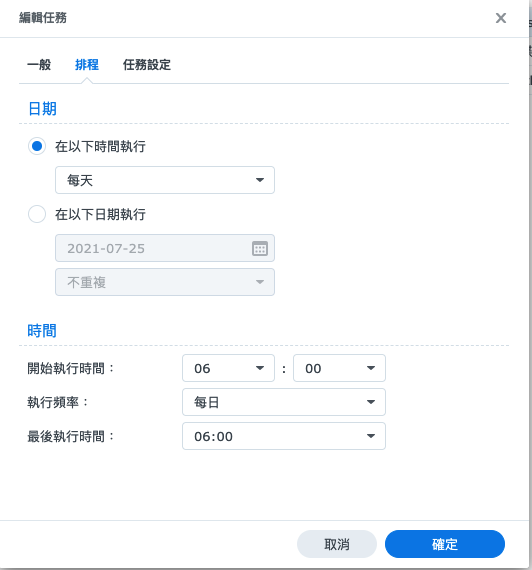 編輯任務
一般 排程 任務設定
日期
在以下時間執行
每天
在以下日期執行
2021-07-25
不重複
時間
開始執行時間： 06 : 00
執行頻率： 每日
最後執行時間： 06:00
取消 確定